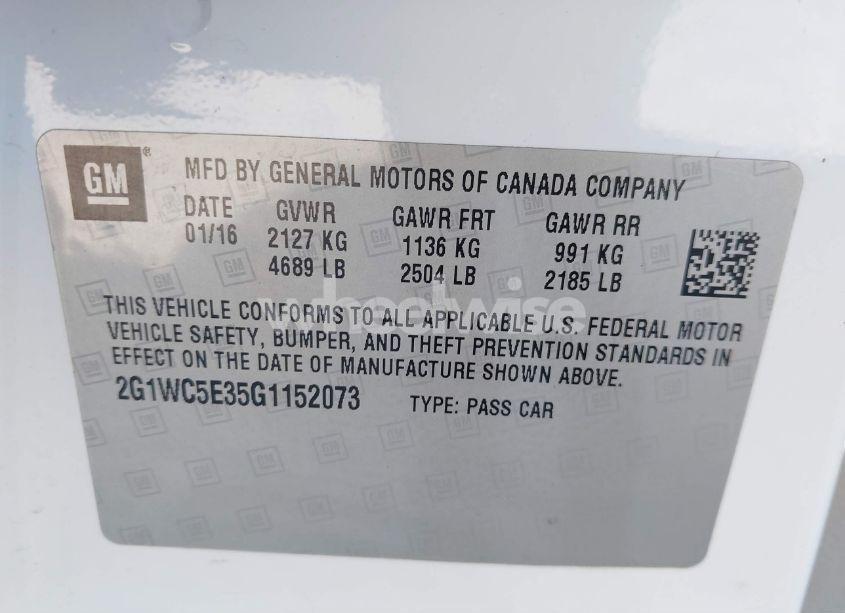 GM ® MFD BY GENERAL MOTORS OF CANADA COMPANY
DATE GVWR GAWR FRT GAWR RR
01/16 2127 KG 1136 KG 991 KG
4689 LB 2504 LB 2185 LB
THIS VEHICLE CONFORMS TO ALL APPLICABLE U.S. FEDERAL MOTOR
VEHICLE SAFETY, BUMPER, AND THEFT PREVENTION STANDARDS IN
EFFECT ON THE DATE OF MANUFACTURE SHOWN ABOVE.
2G1WC5E35G1152073 TYPE: PASS CAR
wheelwise